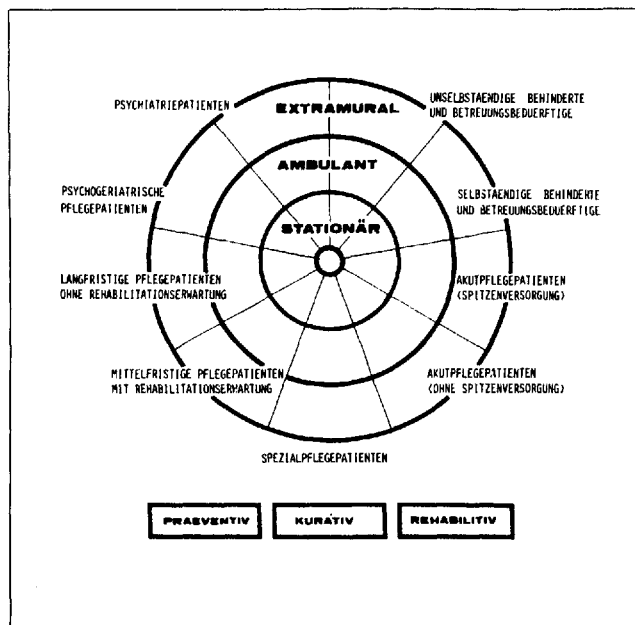 PSYCHIATRIEPATIENTEN
EXTRAMURAL
UNSELBSTAENDIGE BEHINDERTE
UND BETREUUNGSBEDUERFTIGE
AMBULANT
PSYCHOGERIATRISCHE
PFLEGEPATIENTEN
SELBSTAENDIGE BEHINDERTE
UND BETREUUNGSBEDUERFTIGE
STATIONÄR
LANGFRISTIGE PFLEGEPATIENTEN
OHNE REHABILITATIONSERWARTUNG
AKUTPFLEGEPATIENTEN
(SPITZENVERSORGUNG)
MITTELFRISTIGE PFLEGEPATIENTEN
MIT REHABILITATIONSERWARTUNG
AKUTPFLEGEPATIENTEN
(OHNE SPITZENVERSORGUNG)
SPEZIALPFLEGEPATIENTEN
PRAEVENTIV
KURATIV
REHABILITIV